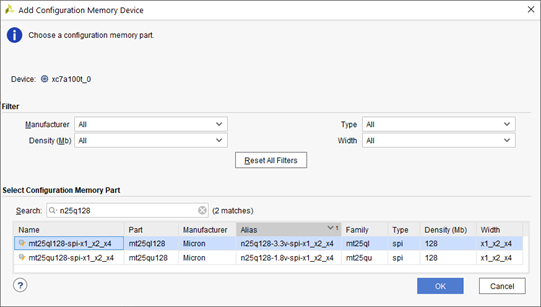 Add Configuration Memory Device
Choose a configuration memory part.
Device: xc7a100t_0
Filter
Manufacturer All Type All
Density (Mb) All Width All
Reset All Filters
Select Configuration Memory Part
Search: n25q128 (2 matches)
Name Part Manufacturer Alias 1 Family Type Density (Mb) Width
mt25ql128-spi-x1_x2_x4 mt25ql128 Micron n25q128-3.3v-spi-x1_x2_x4 mt25ql spi 128 x1_x2_x4
mt25qu128-spi-x1_x2_x4 mt25qu128 Micron n25q128-1.8v-spi-x1_x2_x4 mt25qu spi 128 x1_x2_x4
? OK Cancel